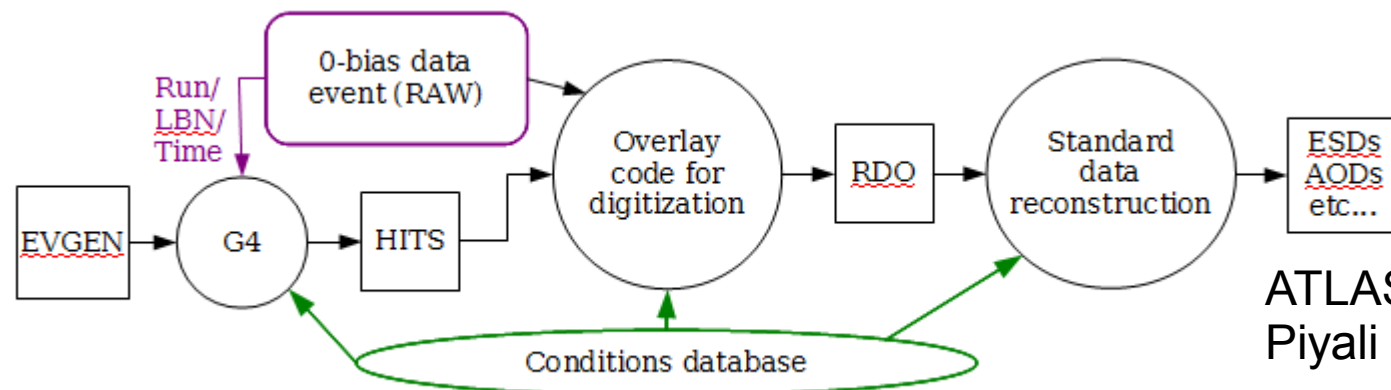 0-bias data
event (RAW)
Run/
LBN/
Time
EVGEN
G4
HITS
Overlay
code for
digitization
RDO
Standard
data
reconstruction
ESDs
AODs
etc...
Conditions database
ATLAS
Piyali